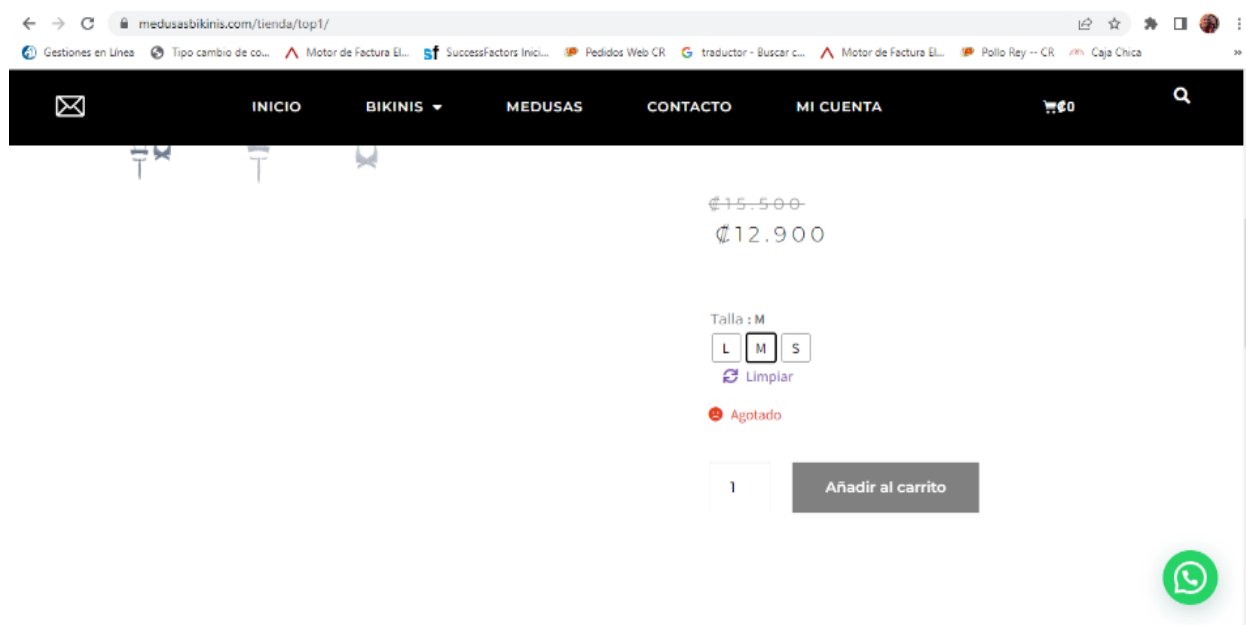 medusasbikinis.com/tienda/top1/
Gestiones en Línea Tipo cambio de co... Motor de Factura El... SuccessFactors Inici... Pedidos Web CR traductor - Buscar c... Motor de Factura El... Pollo Rey -- CR Caja Chica »
INICIO BIKINIS MEDUSAS CONTACTO MI CUENTA ₡0
₡15.500
₡12.900
Talla : M
L M S
Limpiar
Agotado
1 Añadir al carrito